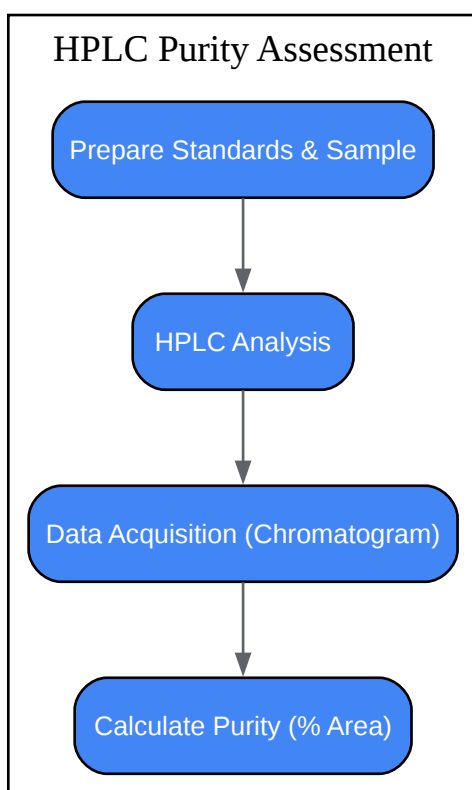 HPLC Purity Assessment
Prepare Standards & Sample
HPLC Analysis
Data Acquisition (Chromatogram)
Calculate Purity (% Area)